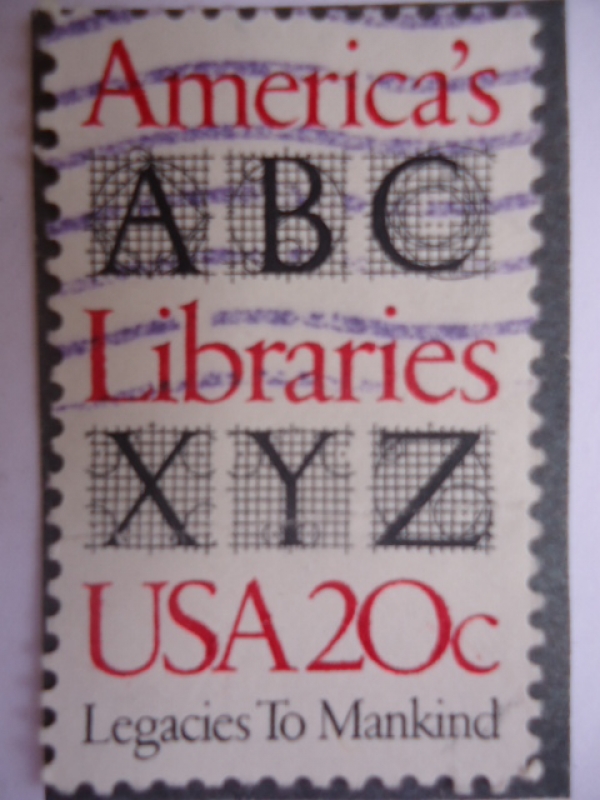 America's
A B C
Libraries
X Y Z
USA 20c
Legacies To Mankind